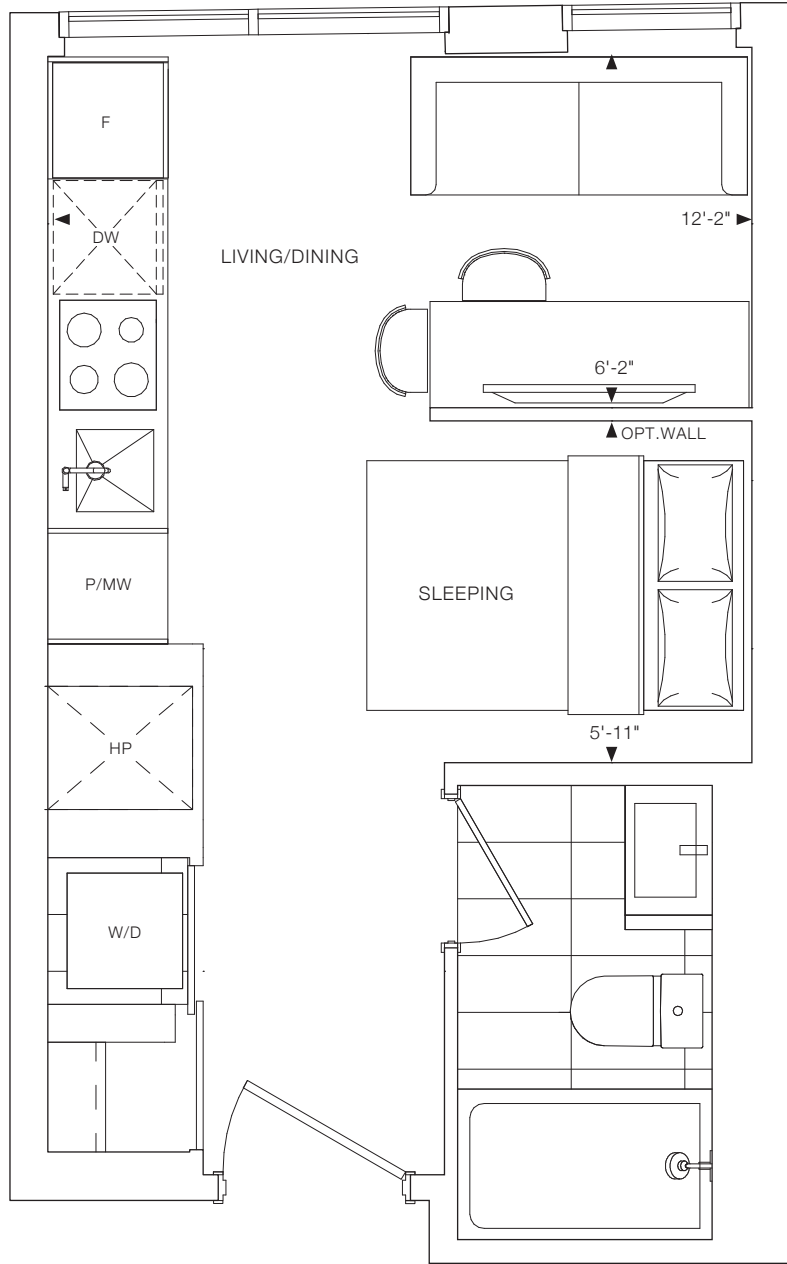 F
12'-2"
DW
LIVING/DINING
6'-2"
OPT.WALL
P/MW
SLEEPING
5'-11"
HP
W/D